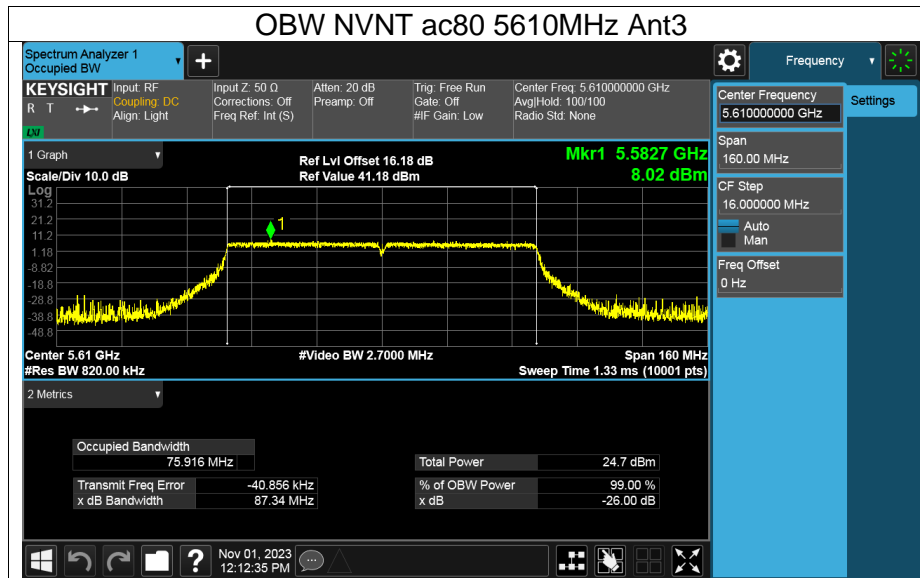 OBW NVNT ac80 5610MHz Ant3
Spectrum Analyzer 1
Occupied BW
+
Frequency
KEYSIGHT
R T
LXI
Input: RF
Coupling: DC
Align: Light
Input Z: 50 Ω
Corrections: Off
Freq Ref: Int (S)
Atten: 20 dB
Preamp: Off
Trig: Free Run
Gate: Off
#IF Gain: Low
Center Freq: 5.610000000 GHz
Avg|Hold: 100/100
Radio Std: None
Center Frequency
5.610000000 GHz
Settings
Span
160.00 MHz
CF Step
16.000000 MHz
Auto
Man
Freq Offset
0 Hz
1 Graph
Scale/Div 10.0 dB
Ref Lvl Offset 16.18 dB
Ref Value 41.18 dBm
Mkr1 5.5827 GHz
8.02 dBm
Log
31.2
21.2
11.2
1.18
-8.82
-18.8
-28.8
-38.8
-48.8
1
Center 5.61 GHz
#Res BW 820.00 kHz
#Video BW 2.7000 MHz
Span 160 MHz
Sweep Time 1.33 ms (10001 pts)
2 Metrics
Occupied Bandwidth
75.916 MHz
Total Power 24.7 dBm
Transmit Freq Error -40.856 kHz
% of OBW Power 99.00 %
x dB Bandwidth 87.34 MHz
x dB -26.00 dB
?
Nov 01, 2023
12:12:35 PM